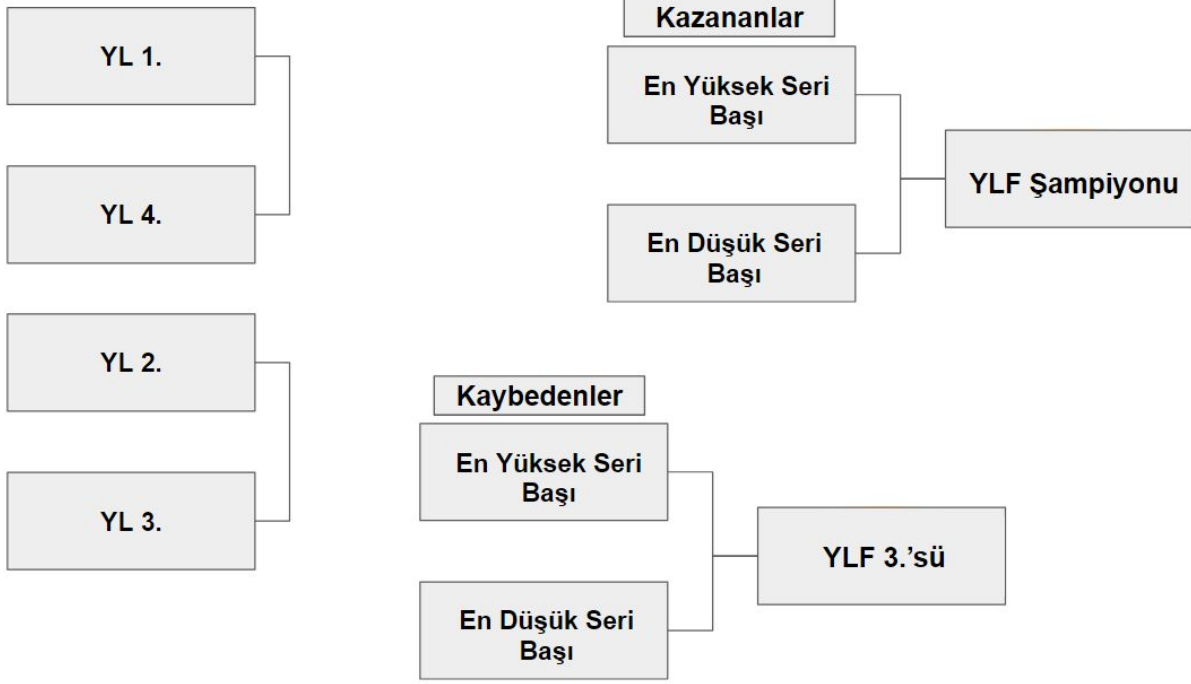 YL 1.
YL 4.
YL 2.
YL 3.
Kazananlar
En Yüksek Seri
Başı
En Düşük Seri
Başı
YLF Şampiyonu
Kaybedenler
En Yüksek Seri
Başı
En Düşük Seri
Başı
YLF 3.’sü